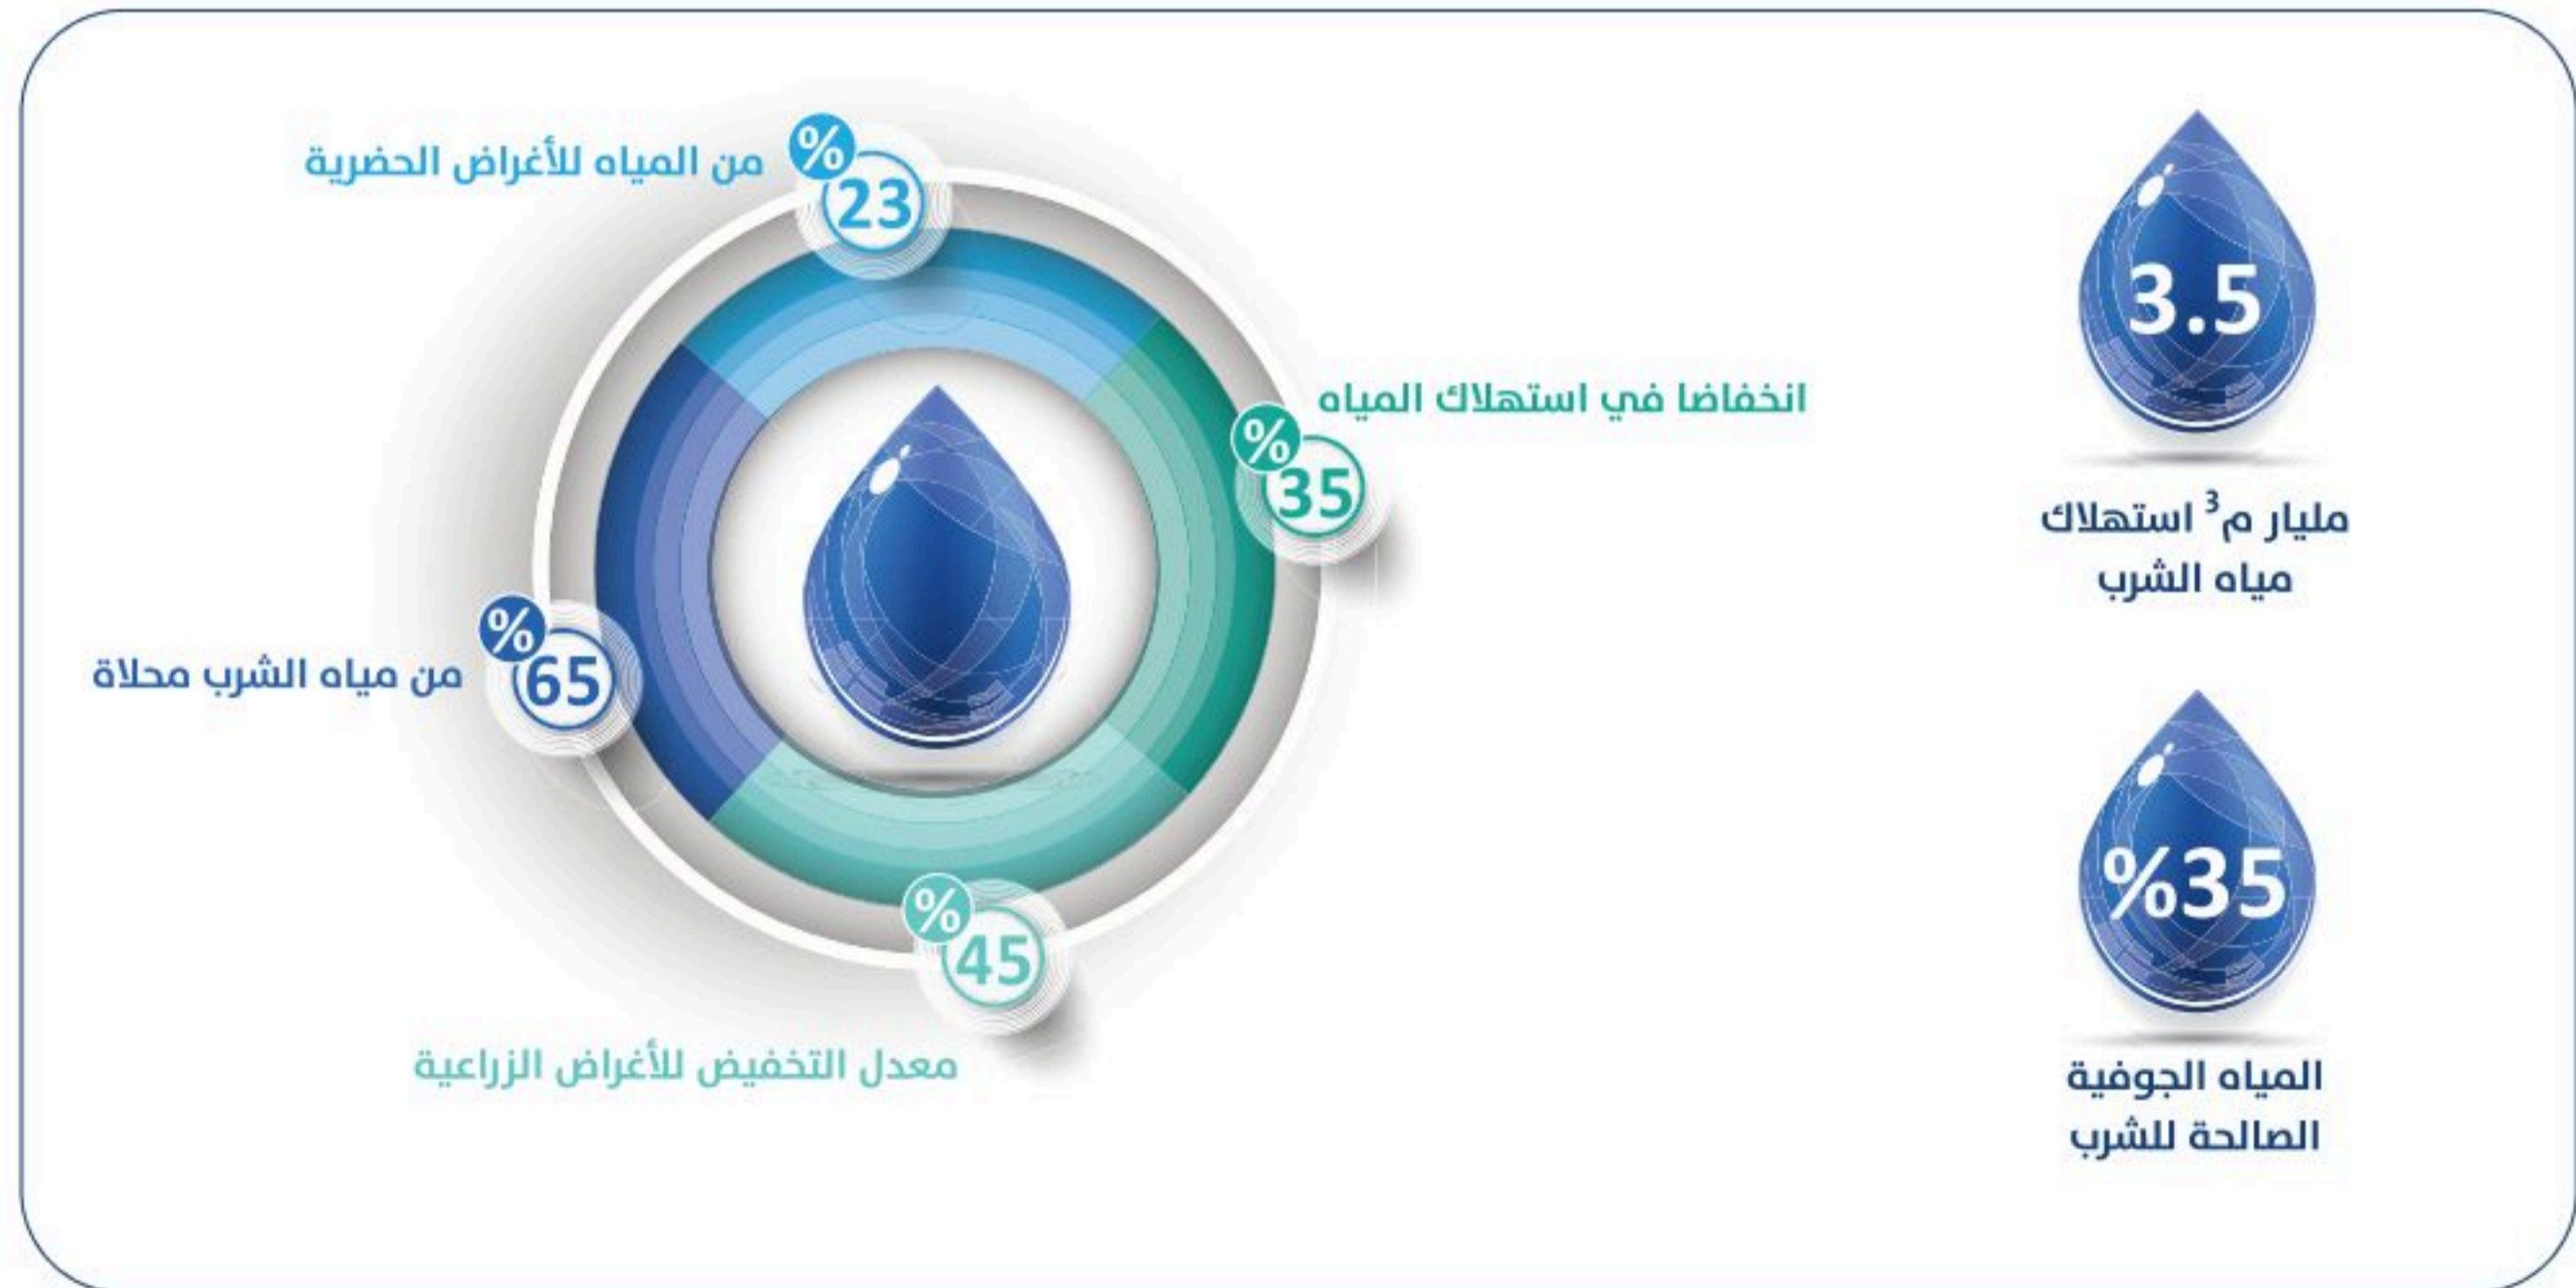 3.5
مليار م³ استهلاك
مياه الشرب
%35
المياه الجوفية
الصالحة للشرب
انخفاضا في استهلاك المياه
%
35
%
23
من المياه للأغراض الحضرية
%
65
من مياه الشرب محلاة
%
45
معدل التخفيض للأغراض الزراعية